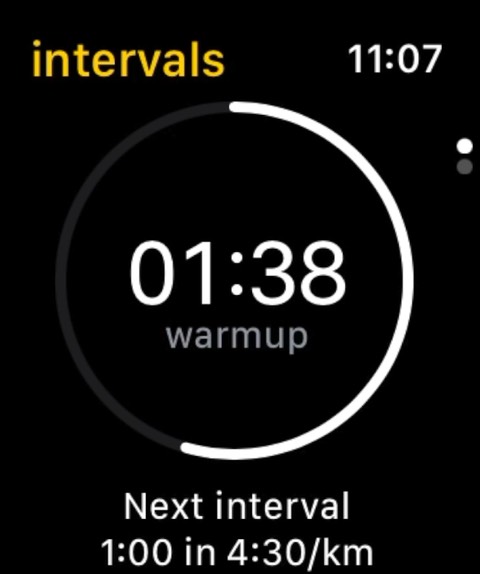 intervals 11:07
01:38
warmup
Next interval
1:00 in 4:30/km